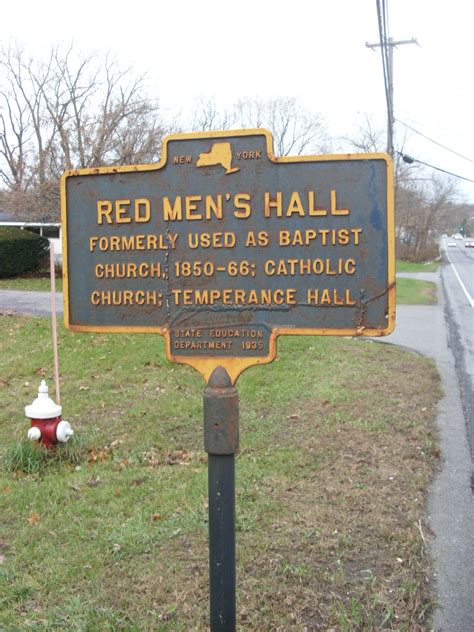 NEW YORK
RED MEN'S HALL
FORMERLY USED AS BAPTIST
CHURCH, 1850-66; CATHOLIC
CHURCH; TEMPERANCE HALL
STATE EDUCATION
DEPARTMENT 1935